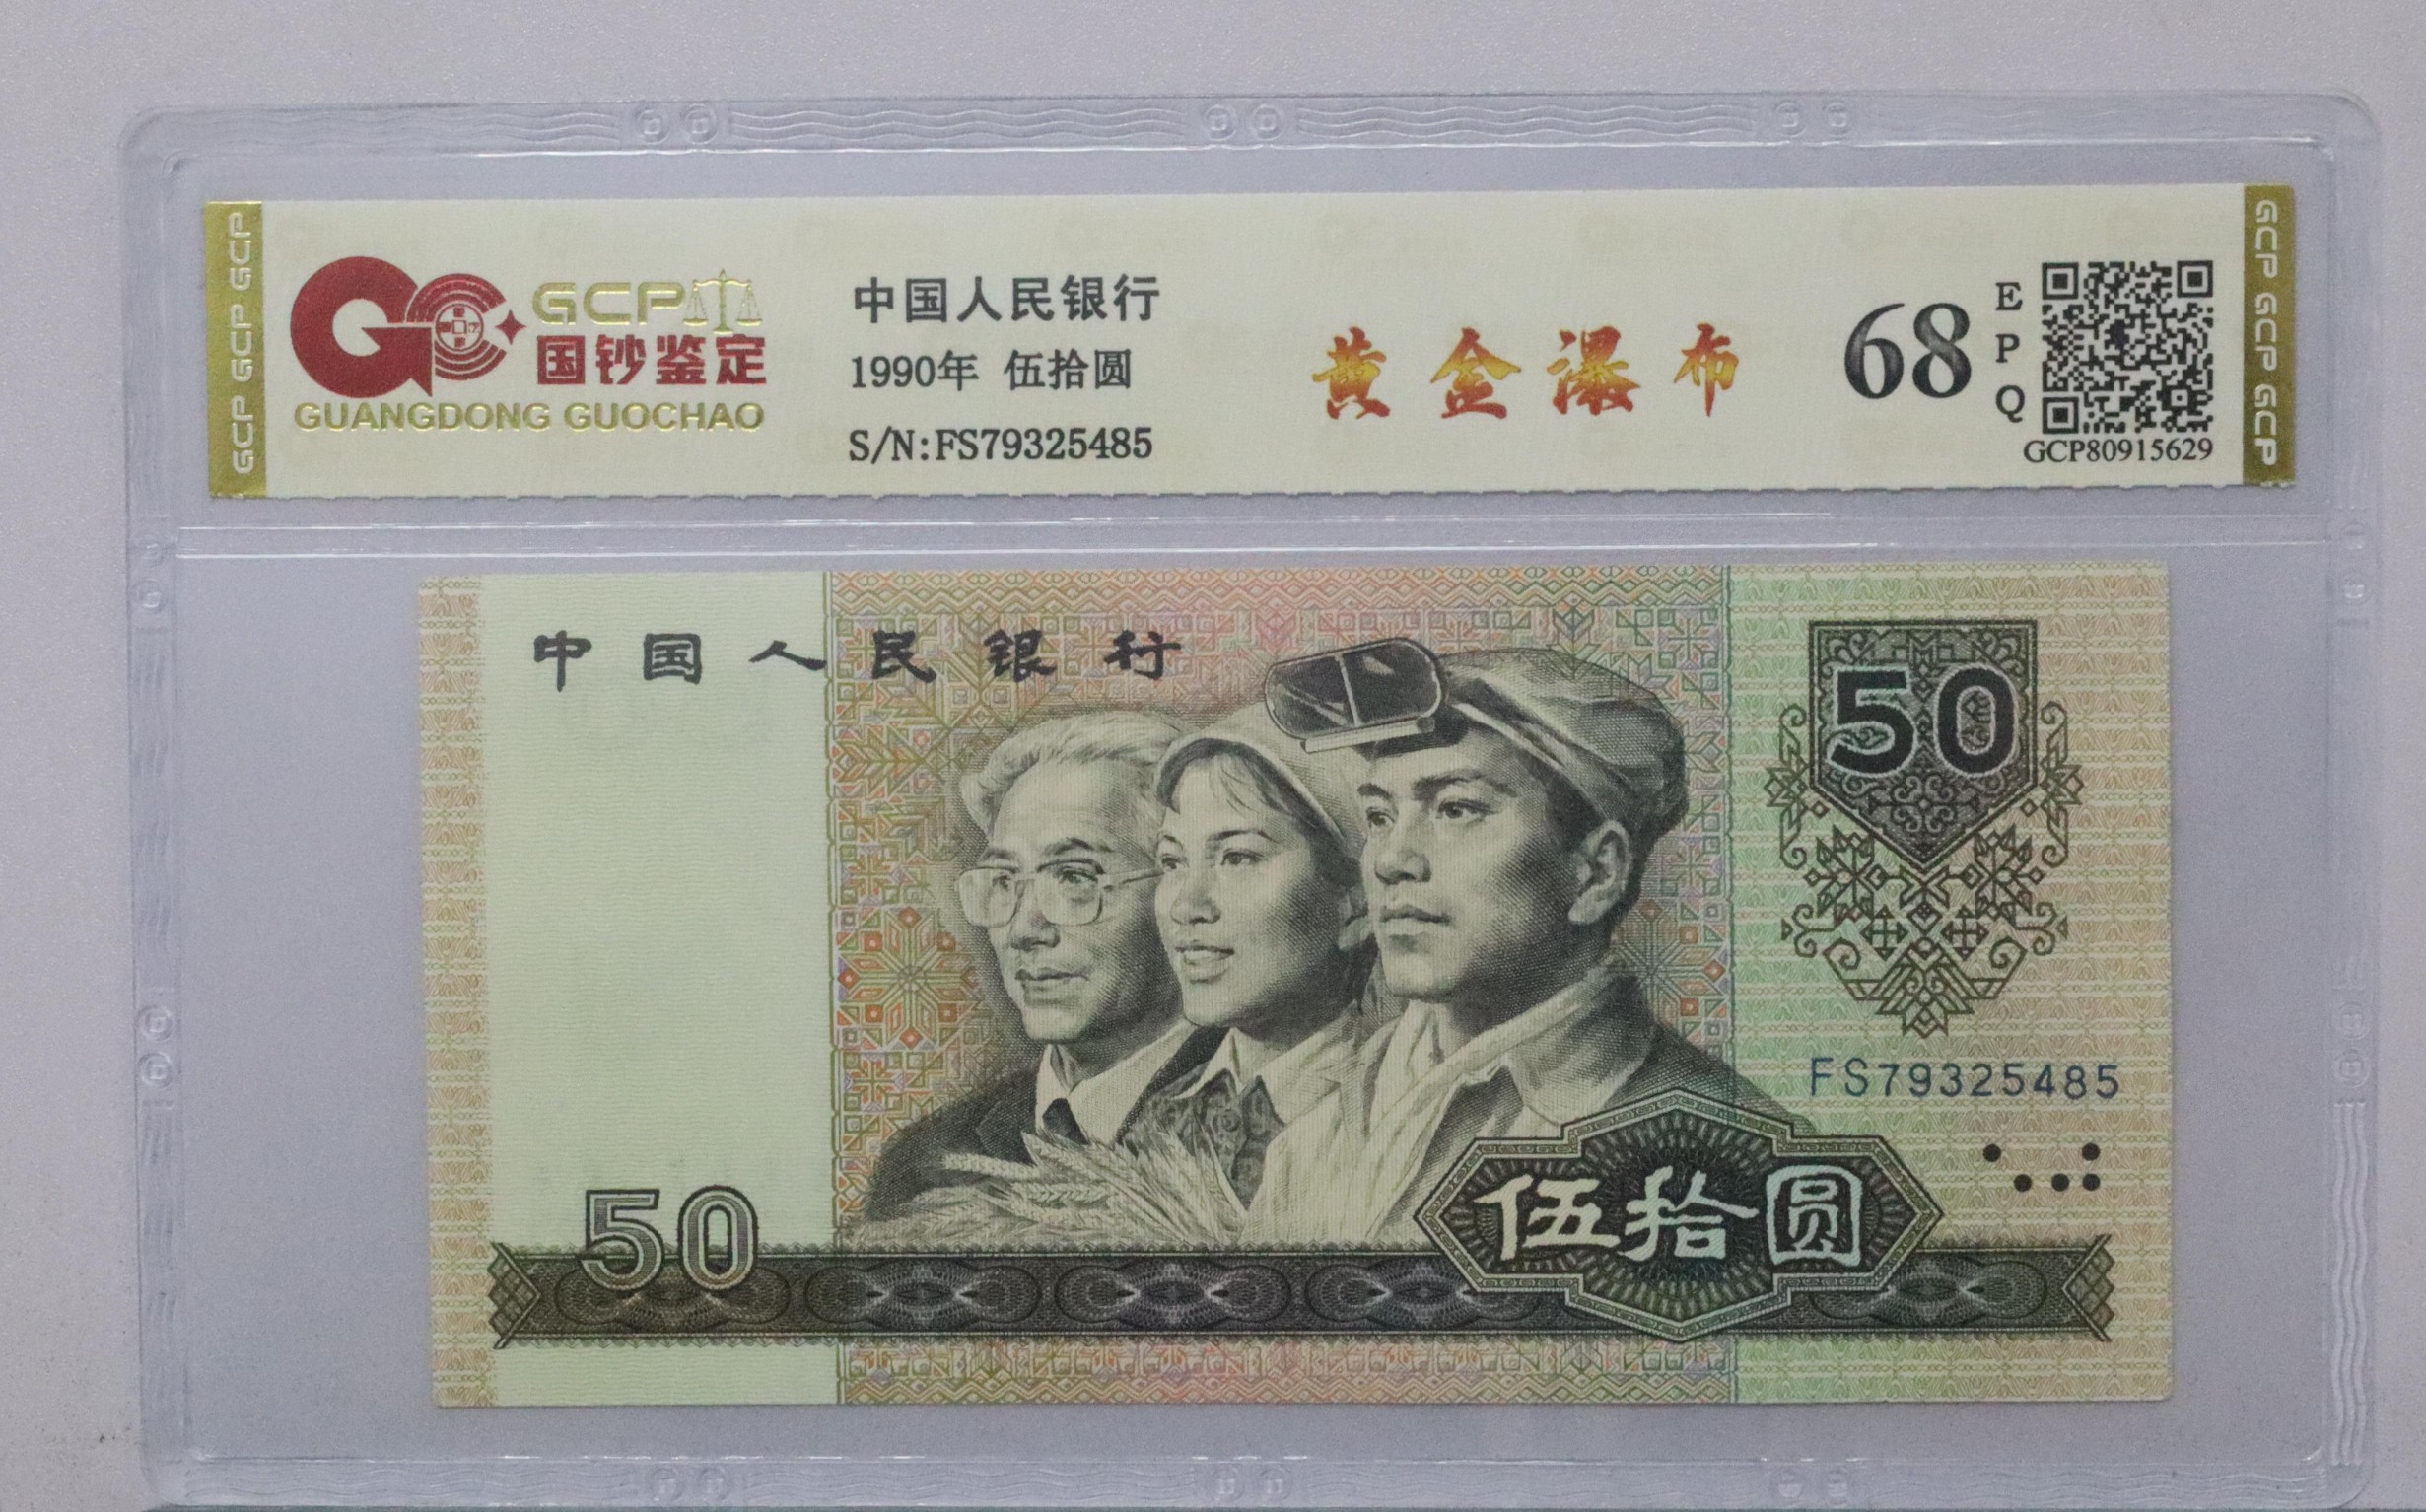 GCP GCP GCP
GCP
国钞鉴定
GUANGDONG GUOCHAO
中国人民银行
1990年 伍拾圆
S/N:FS79325485
黄金瀑布
68
EPQ
GCP80915629
GCP GCP GCP
中国人民银行
50
FS79325485
50
伍拾圆